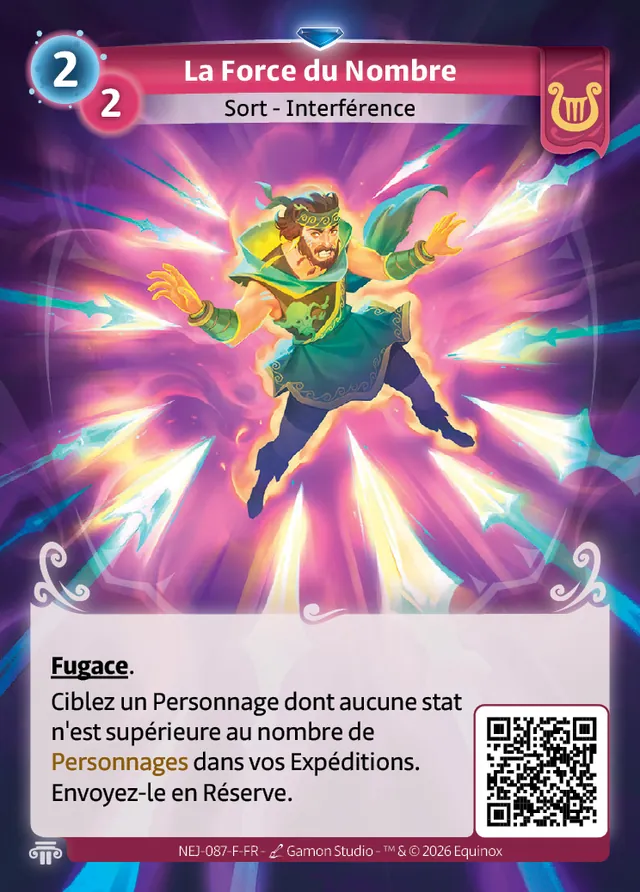 2
La Force du Nombre
2
Sort - Interférence
Fugace.
Ciblez un Personnage dont aucune stat
n'est supérieure au nombre de
Personnages dans vos Expéditions.
Envoyez-le en Réserve.
NEJ-087-F-FR - Gamon Studio - ™ & © 2026 Equinox